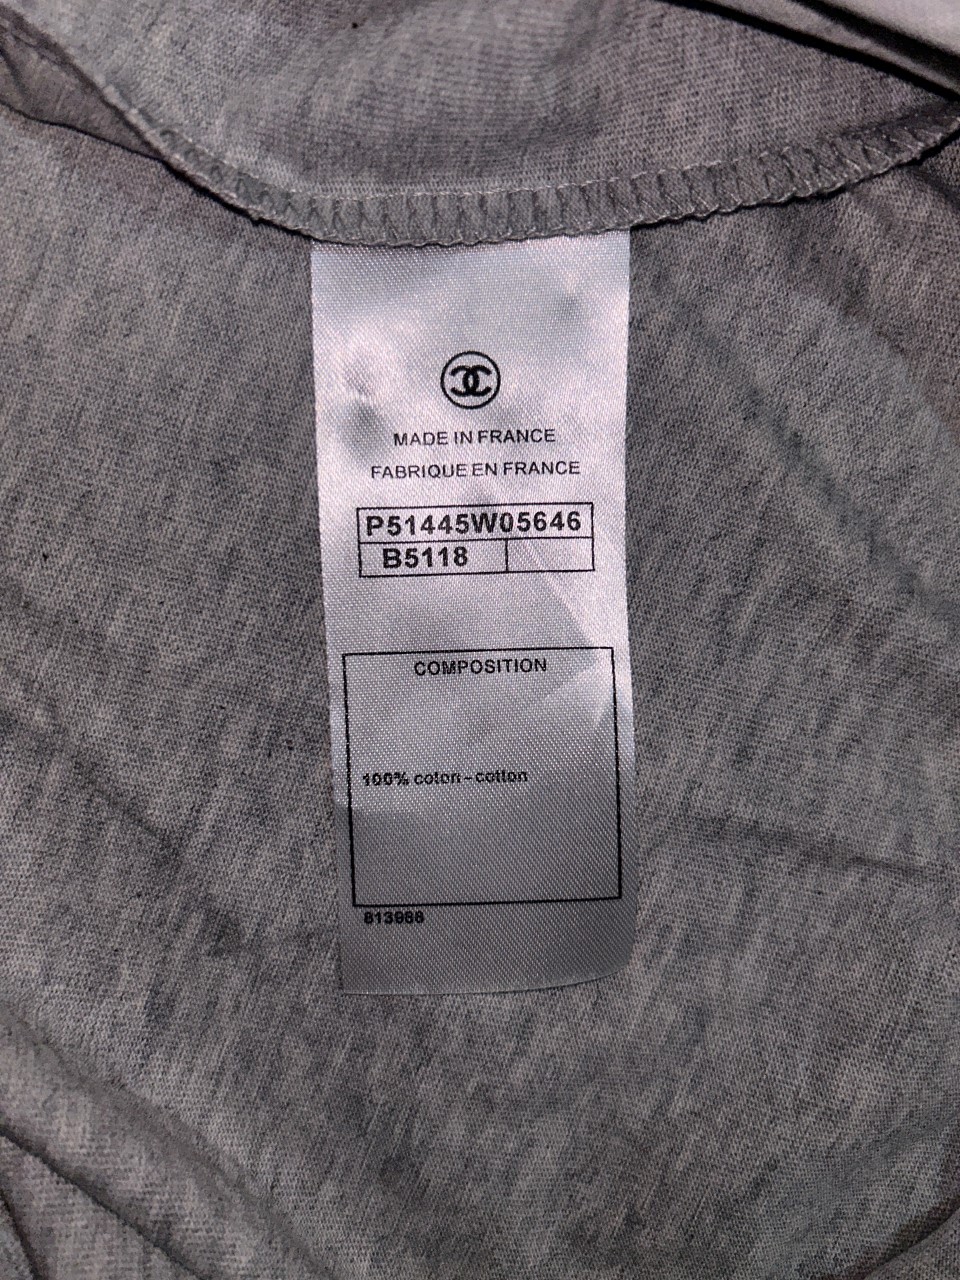 MADE IN FRANCE
FABRIQUE EN FRANCE
P51445W05646
B5118
COMPOSITION
100% coton - cotton
813988